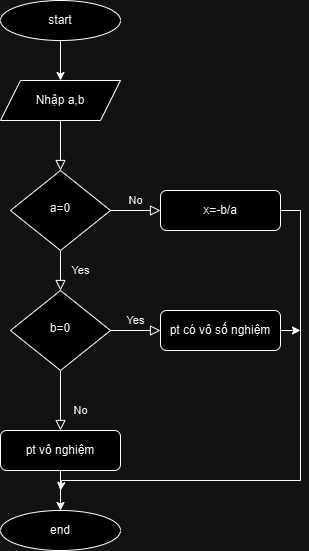 start
Nhập a,b
a=0
No
x=-b/a
Yes
b=0
Yes
pt có vô số nghiệm
No
pt vô nghiệm
end